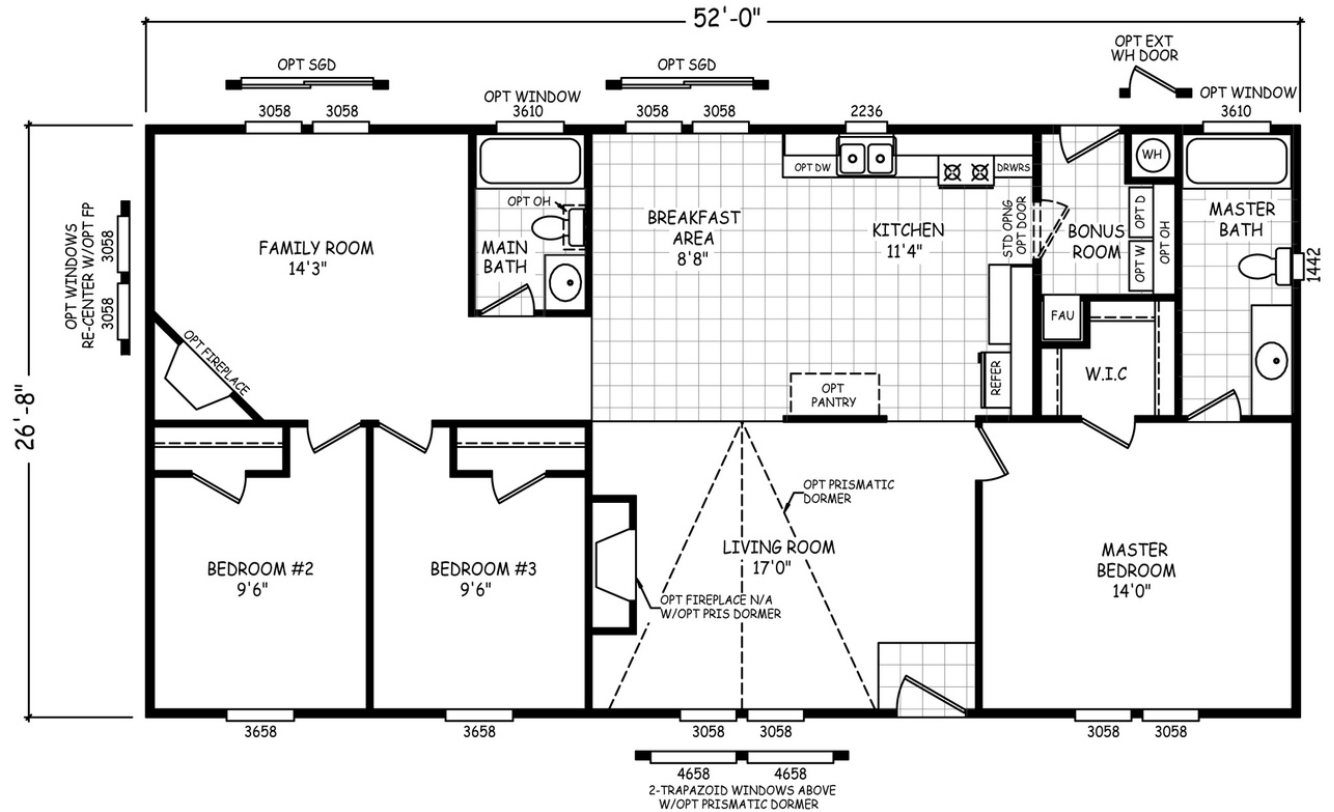 52'-0"
OPT SGD
OPT SGD
OPT EXT
WH DOOR
OPT WINDOW
OPT WINDOW
3058
3058
3610
3058
3058
2236
3610
OPT DW
DRWRS
WH
OPT OH
MAIN
BATH
FAMILY ROOM
14'3"
BREAKFAST
AREA
8'8"
KITCHEN
11'4"
STD OPNG
OPT DOOR
BONUS
ROOM
OPT D
OPT W
OPT OH
MASTER
BATH
1442
OPT WINDOWS
RE-CENTER W/OPT FP
3058
3058
OPT FIREPLACE
26'-8"
FAU
W.I.C
REFER
OPT
PANTRY
OPT PRISMATIC
DORMER
BEDROOM #2
9'6"
BEDROOM #3
9'6"
LIVING ROOM
17'0"
MASTER
BEDROOM
14'0"
OPT FIREPLACE N/A
W/OPT PRIS DORMER
3658
3658
3058
3058
3058
3058
4658
4658
2-TRAPAZOID WINDOWS ABOVE
W/OPT PRISMATIC DORMER